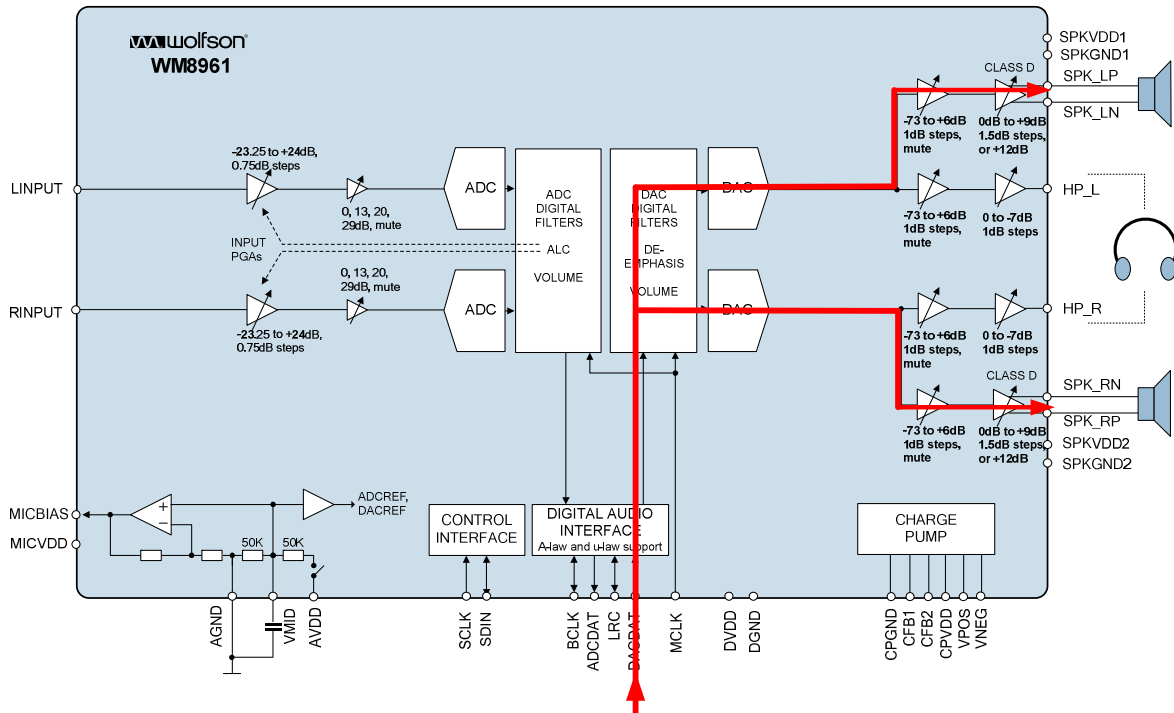 wolfson
WM8961
SPKVDD1
SPKGND1
CLASS D
SPK_LP
SPK_LN
-73 to +6dB
1dB steps,
mute
0dB to +9dB
1.5dB steps,
or +12dB
-23.25 to +24dB,
0.75dB steps
LINPUT
0, 13, 20,
29dB, mute
ADC
ADC
DIGITAL
FILTERS
ALC
VOLUME
DAC
DIGITAL
FILTERS
DE-
EMPHASIS
VOLUME
DAC
HP_L
-73 to +6dB
1dB steps,
mute
0 to -7dB
1dB steps
INPUT
PGAs
0, 13, 20,
29dB, mute
RINPUT
-23.25 to +24dB,
0.75dB steps
ADC
DAC
HP_R
-73 to +6dB
1dB steps,
mute
0 to -7dB
1dB steps
CLASS D
SPK_RN
SPK_RP
-73 to +6dB
1dB steps,
mute
0dB to +9dB
1.5dB steps,
or +12dB
SPKVDD2
SPKGND2
MICBIAS
MICVDD
+
−
ADCREF,
DACREF
50K
50K
CONTROL
INTERFACE
DIGITAL AUDIO
INTERFACE
A-law and u-law support
CHARGE
PUMP
AGND
VMID
AVDD
SCLK
SDIN
BCLK
ADCDAT
LRC
DACDAT
MCLK
DVDD
DGND
CPGND
CFB1
CFB2
CPVDD
VPOS
VNEG